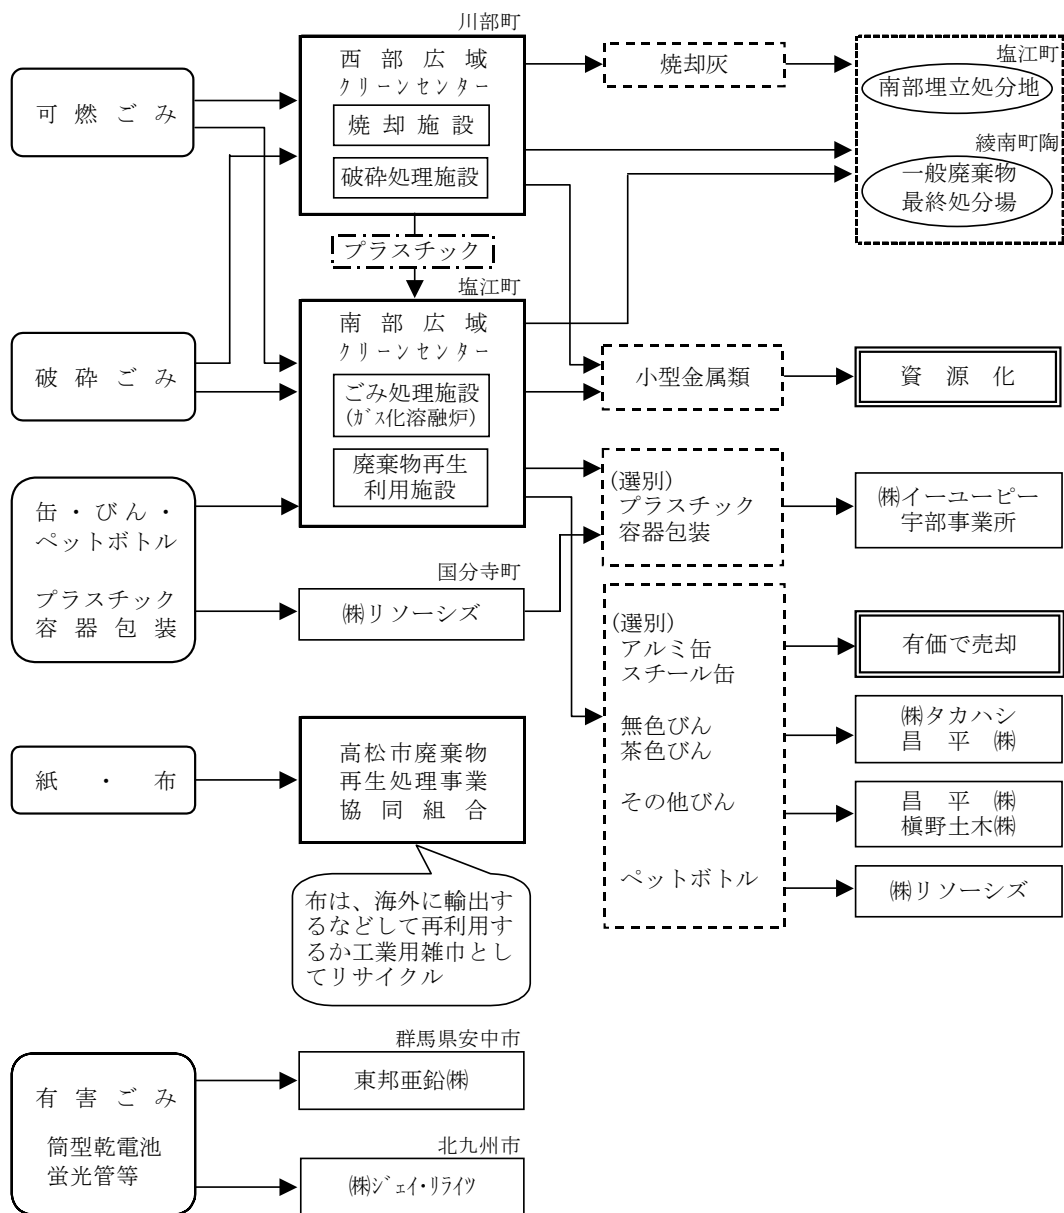 川部町
可燃ごみ
西部広域
クリーンセンター
焼却施設
破砕処理施設
焼却灰
塩江町
南部埋立処分地
綾南町陶
一般廃棄物
最終処分場
プラスチック
塩江町
破砕ごみ
南部広域
クリーンセンター
ごみ処理施設
(ガス化溶融炉)
廃棄物再生
利用施設
小型金属類
資源化
缶・びん・
ペットボトル
プラスチック
容器包装
(選別)
プラスチック
容器包装
㈱イーユーピー
宇部事業所
国分寺町
㈱リソーシズ
(選別)
アルミ缶
スチール缶
無色びん
茶色びん
その他びん
ペットボトル
有価で売却
㈱タカハシ
昌平㈱
昌平㈱
槇野土木㈱
㈱リソーシズ
紙・布
高松市廃棄物
再生処理事業
協同組合
布は、海外に輸出す
るなどして再利用す
るか工業用雑巾とし
てリサイクル
群馬県安中市
有害ごみ
筒型乾電池
蛍光管等
東邦亜鉛㈱
北九州市
㈱ジェイ・リライツ